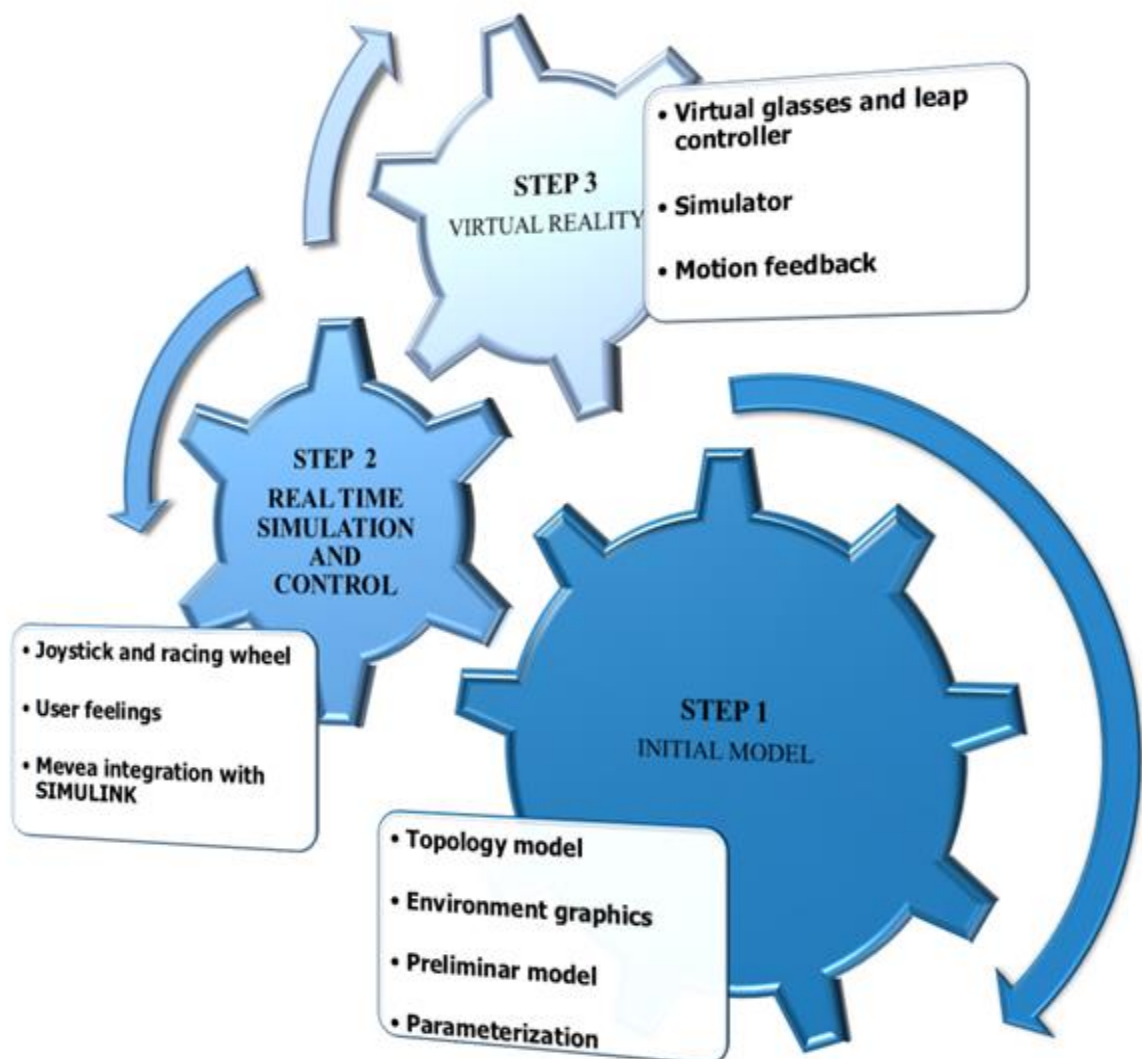 STEP 3
VIRTUAL REALITY
• Virtual glasses and leap
controller
• Simulator
• Motion feedback
STEP 2
REAL TIME
SIMULATION
AND
CONTROL
• Joystick and racing wheel
• User feelings
• Mevea integration with
SIMULINK
STEP 1
INITIAL MODEL
• Topology model
• Environment graphics
• Preliminar model
• Parameterization